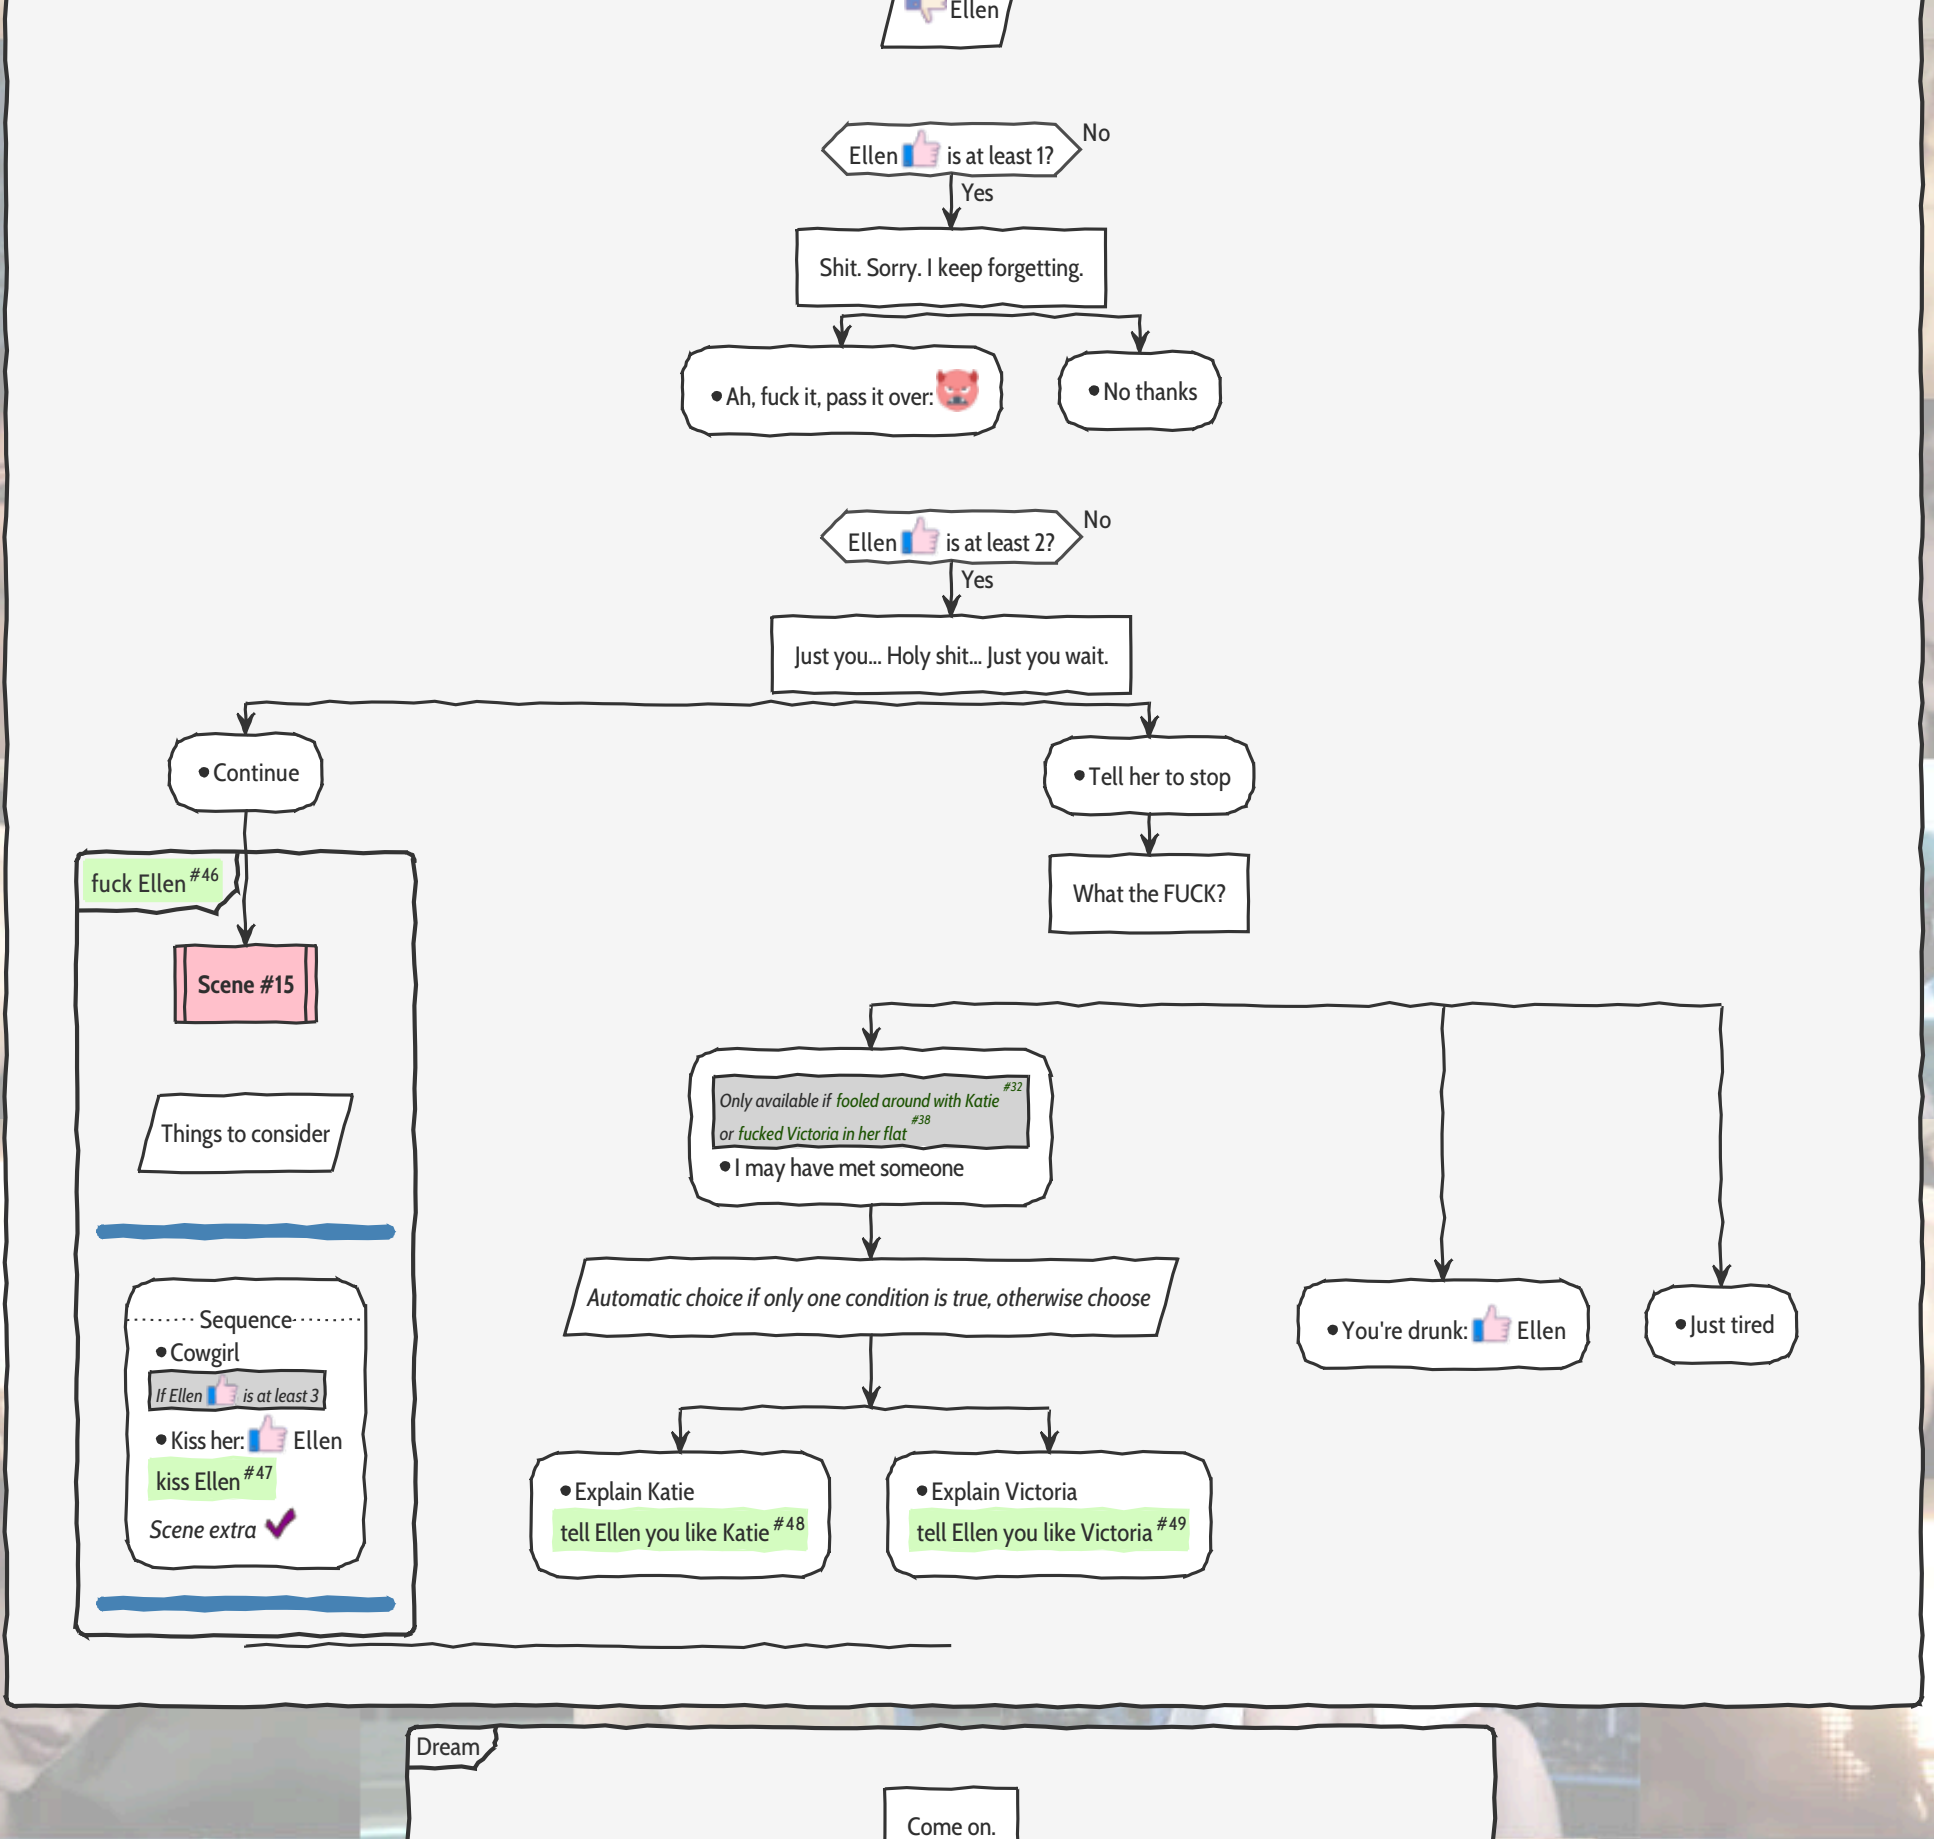 Ellen
Ellen is at least 1?
No
Yes
Shit. Sorry. I keep forgetting.
•Ah, fuck it, pass it over:
•No thanks
Ellen is at least 2?
No
Yes
Just you... Holy shit... Just you wait.
•Continue
•Tell her to stop
fuck Ellen #46
What the FUCK?
Scene #15
Things to consider
Only available if fooled around with Katie #32
or fucked Victoria in her flat #38
•I may have met someone
Automatic choice if only one condition is true, otherwise choose
•You're drunk: Ellen
•Just tired
Sequence
•Cowgirl
If Ellen is at least 3
•Kiss her: Ellen
kiss Ellen #47
Scene extra
•Explain Katie
tell Ellen you like Katie #48
•Explain Victoria
tell Ellen you like Victoria #49
Dream
Come on.